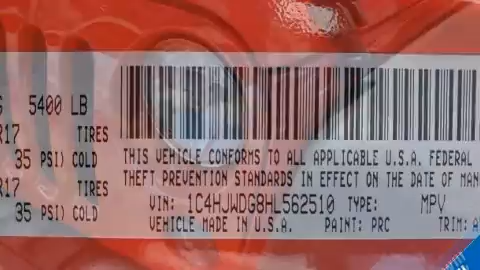 5400 LB
R17 TIRES
35 PSI) COLD
R17 TIRES
35 PSI) COLD
THIS VEHICLE CONFORMS TO ALL APPLICABLE U.S.A. FEDERAL
THEFT PREVENTION STANDARDS IN EFFECT ON THE DATE OF MAN
VIN: 1C4HJWDG8HL562510 TYPE: MPV
VEHICLE MADE IN U.S.A. PAINT: PRC TRIM: A